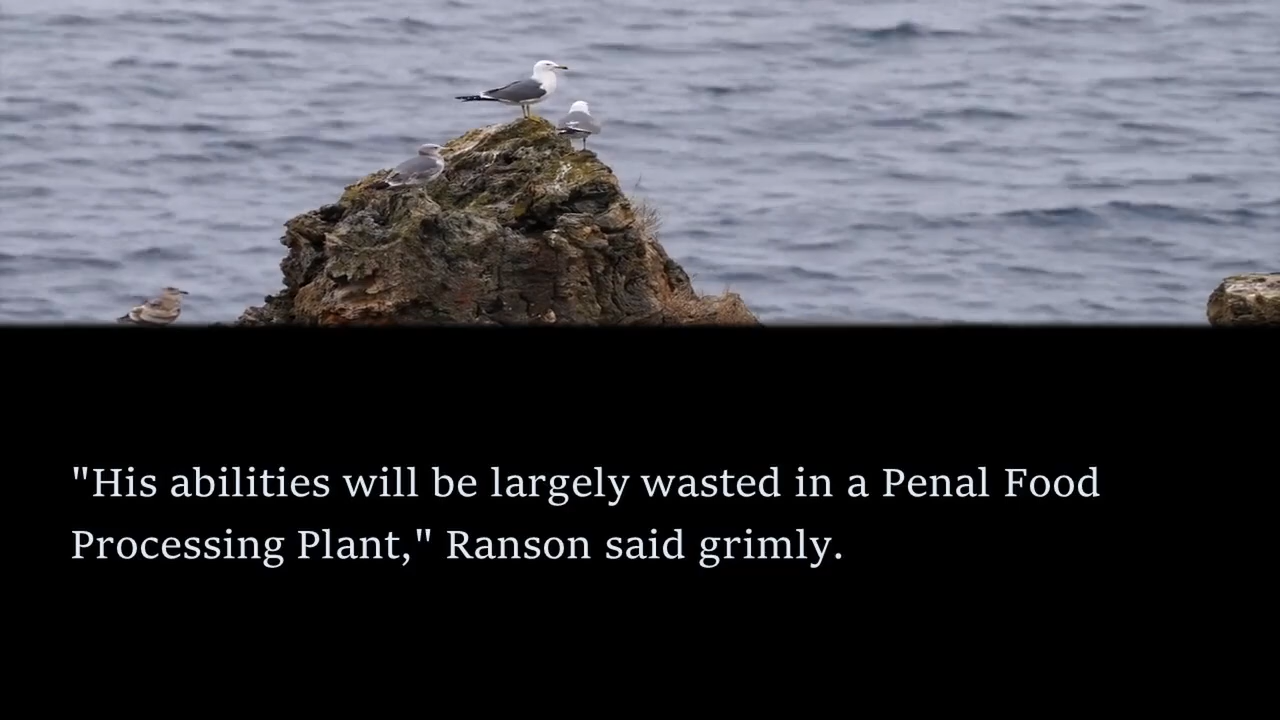 "His abilities will be largely wasted in a Penal Food
Processing Plant," Ranson said grimly.